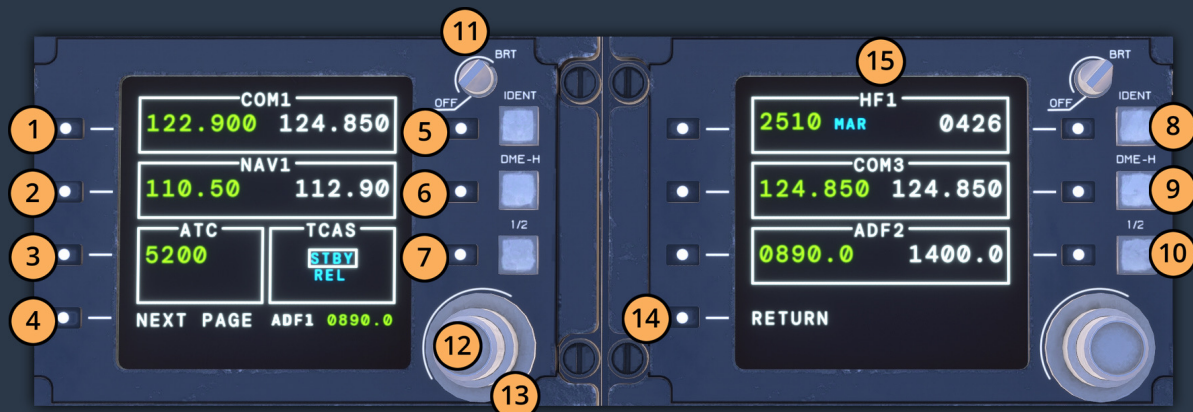 11
15
BRT
BRT
OFF
IDENT
OFF
IDENT
COM1
HF1
1
122.900 124.850
5
2510 MAR 0426
8
DME-H
DME-H
NAV1
COM3
2
110.50 112.90
6
124.850 124.850
9
1/2
1/2
ATC
TCAS
ADF2
3
5200
STBY
7
0890.0 1400.0
10
REL
4
NEXT PAGE ADF1 0890.0
14
RETURN
12
13